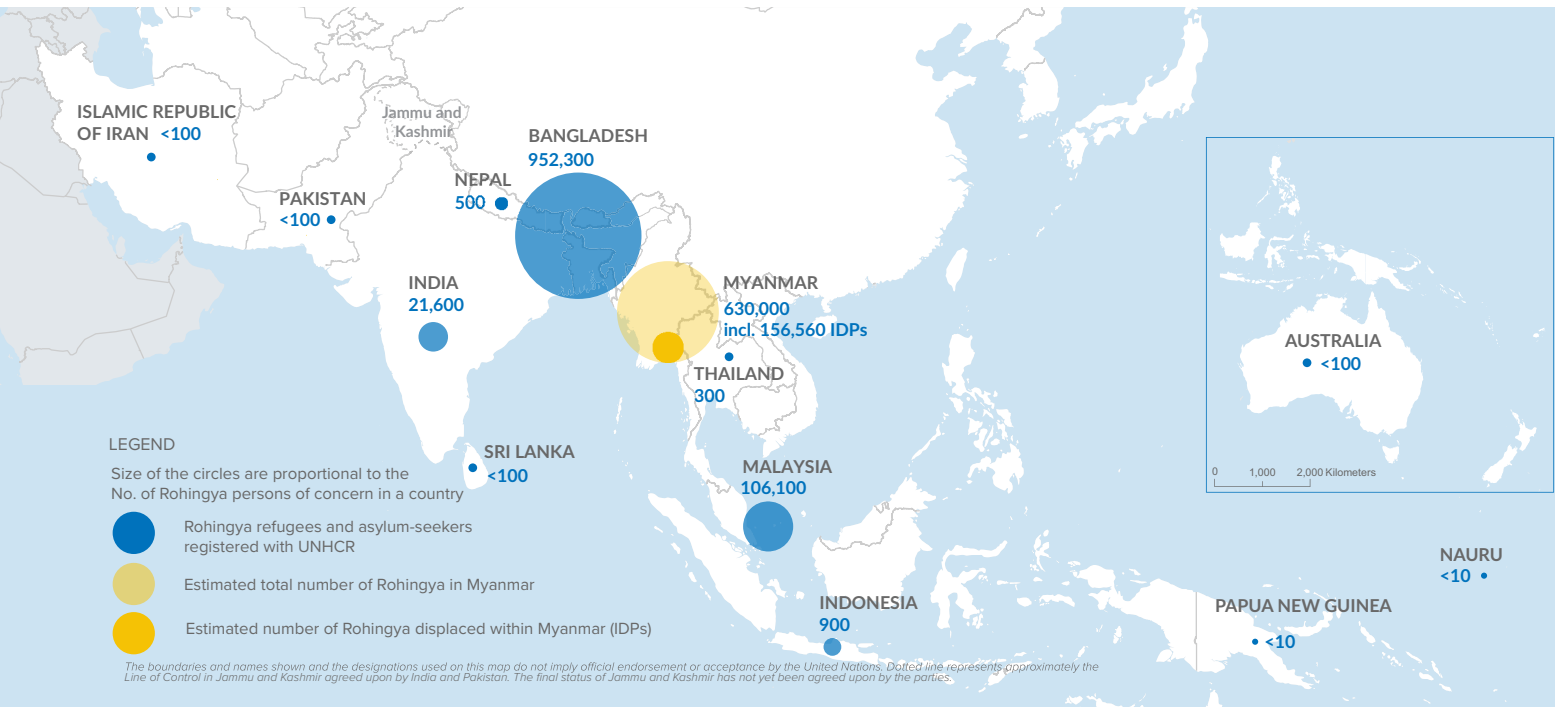 ISLAMIC REPUBLIC
OF IRAN <100
Jammu and
Kashmir
BANGLADESH
952,300
NEPAL
500
PAKISTAN
<100
INDIA
21,600
MYANMAR
630,000
incl. 156,560 IDPs
THAILAND
300
AUSTRALIA
<100
0 1,000 2,000 Kilometers
SRI LANKA
<100
MALAYSIA
106,100
INDONESIA
900
NAURU
<10
PAPUA NEW GUINEA
<10
LEGEND
Size of the circles are proportional to the
No. of Rohingya persons of concern in a country
Rohingya refugees and asylum-seekers
registered with UNHCR
Estimated total number of Rohingya in Myanmar
Estimated number of Rohingya displaced within Myanmar (IDPs)
The boundaries and names shown and the designations used on this map do not imply official endorsement or acceptance by the United Nations. Dotted line represents approximately the
Line of Control in Jammu and Kashmir agreed upon by India and Pakistan. The final status of Jammu and Kashmir has not yet been agreed upon by the parties.